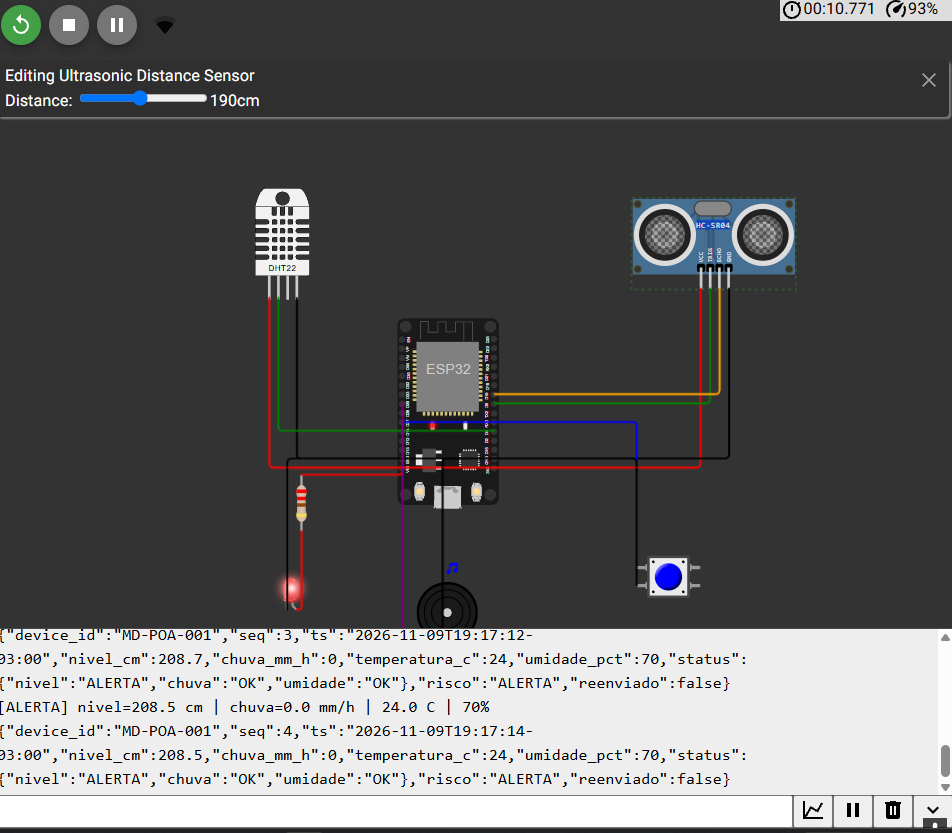 00:10.771 93%
Editing Ultrasonic Distance Sensor
Distance: 190cm
DHT22
HC-SR04
VCC TRIG ECHO GND
ESP32
{"device_id":"MD-POA-001","seq":3,"ts":"2026-11-09T19:17:12-
03:00","nivel_cm":208.7,"chuva_mm_h":0,"temperatura_c":24,"umidade_pct":70,"status":
{"nivel":"ALERTA","chuva":"OK","umidade":"OK"},"risco":"ALERTA","reenviado":false}
[ALERTA] nivel=208.5 cm | chuva=0.0 mm/h | 24.0 C | 70%
{"device_id":"MD-POA-001","seq":4,"ts":"2026-11-09T19:17:14-
03:00","nivel_cm":208.5,"chuva_mm_h":0,"temperatura_c":24,"umidade_pct":70,"status":
{"nivel":"ALERTA","chuva":"OK","umidade":"OK"},"risco":"ALERTA","reenviado":false}